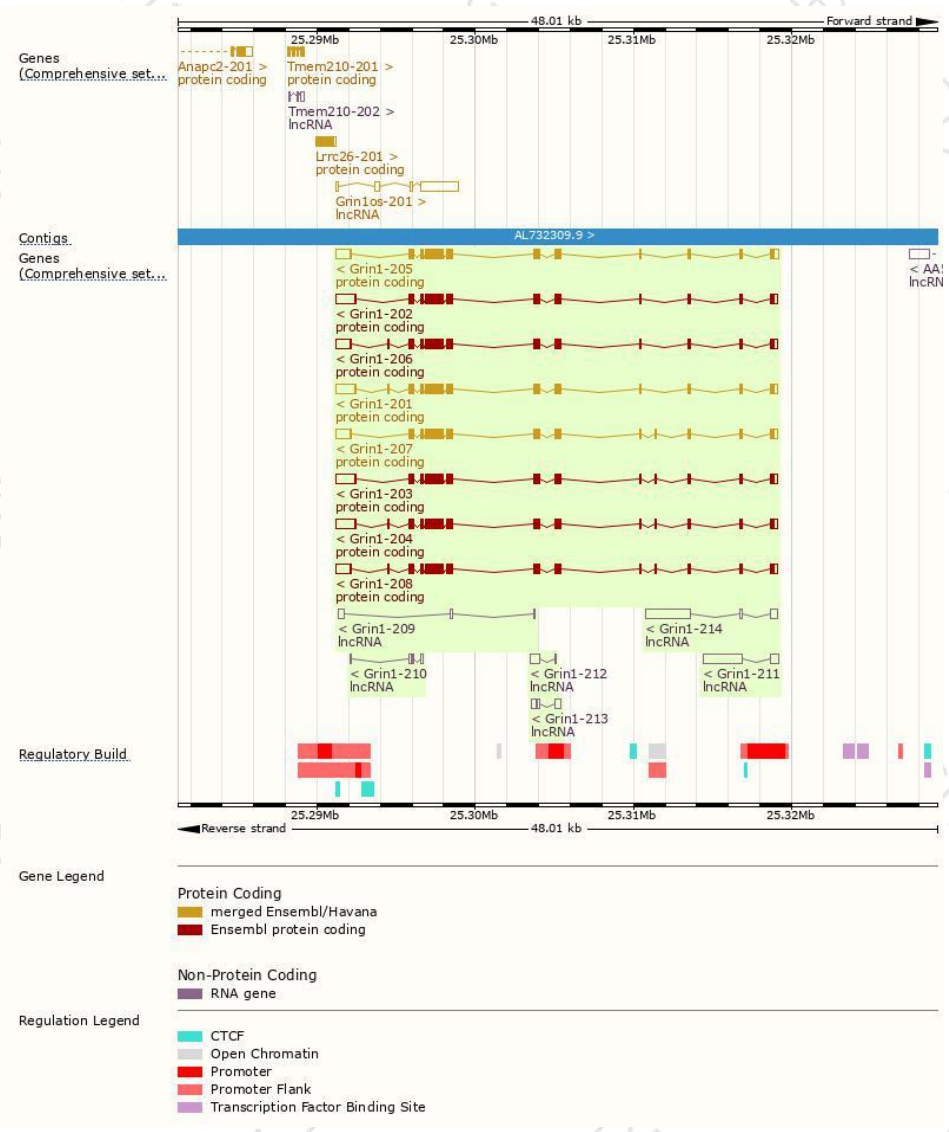 48.01 kb
Forward strand
25.29Mb 25.30Mb 25.31Mb 25.32Mb
Genes
(Comprehensive set...
Anapc2-201 >
protein coding
Tmem210-201 >
protein coding
Tmem210-202 >
lncRNA
Lrrc26-201 >
protein coding
Grin1os-201 >
lncRNA
Contigs
AL732309.9 >
Genes
(Comprehensive set...
< Grin1-205
protein coding
< AA
lncRN
< Grin1-202
protein coding
< Grin1-206
protein coding
< Grin1-201
protein coding
< Grin1-207
protein coding
< Grin1-203
protein coding
< Grin1-204
protein coding
< Grin1-208
protein coding
< Grin1-209
lncRNA
< Grin1-214
lncRNA
< Grin1-210
lncRNA
< Grin1-212
lncRNA
< Grin1-211
lncRNA
< Grin1-213
lncRNA
Regulatory Build
25.29Mb 25.30Mb 25.31Mb 25.32Mb
Reverse strand
48.01 kb
Gene Legend
Protein Coding
merged Ensembl/Havana
Ensembl protein coding
Non-Protein Coding
RNA gene
Regulation Legend
CTCF
Open Chromatin
Promoter
Promoter Flank
Transcription Factor Binding Site